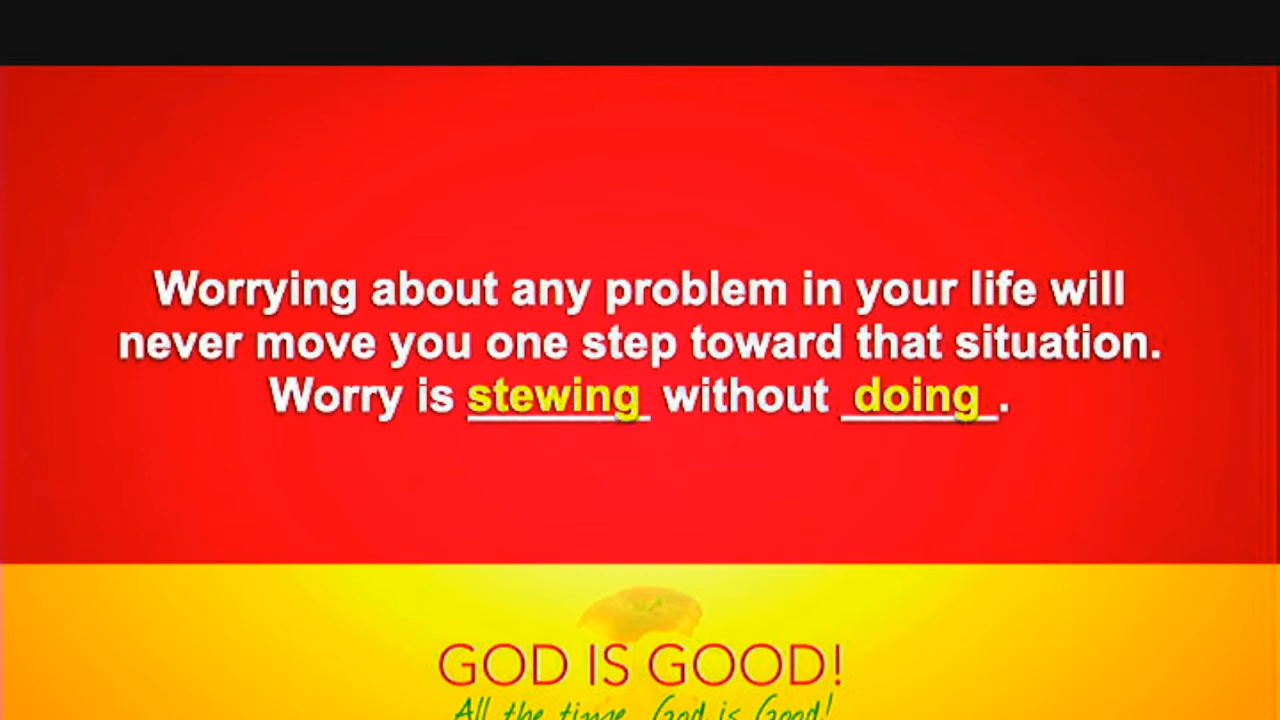 Worrying about any problem in your life will
never move you one step toward that situation.
Worry is stewing without doing.
GOD IS GOOD!
All the time, God is Good!